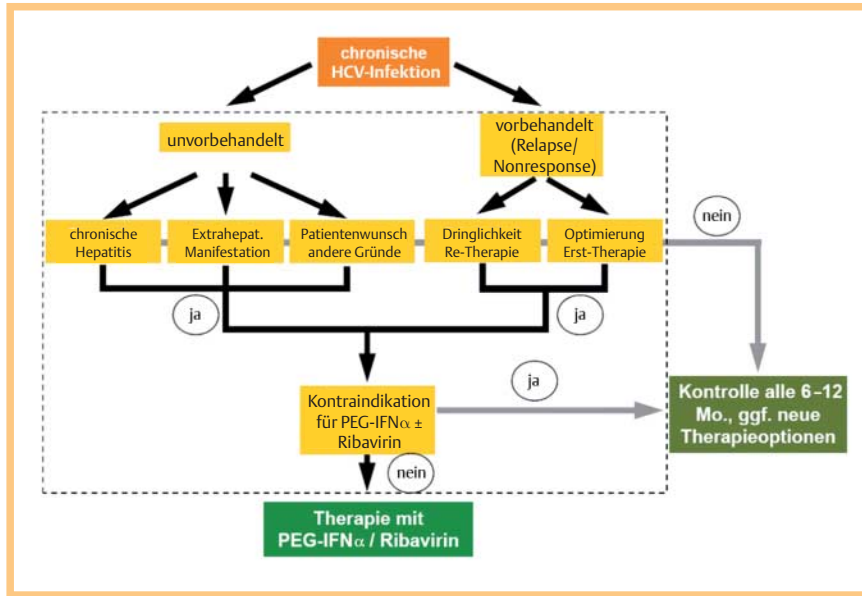 chronische
HCV-Infektion
unvorbehandelt
vorbehandelt
(Relapse/
Nonresponse)
nein
chronische
Hepatitis
Extrahepat.
Manifestation
Patientenwunsch
andere Gründe
Dringlichkeit
Re-Therapie
Optimierung
Erst-Therapie
ja
ja
ja
Kontraindikation
für PEG-IFNα ±
Ribavirin
Kontrolle alle 6–12
Mo., ggf. neue
Therapieoptionen
nein
Therapie mit
PEG-IFNα / Ribavirin